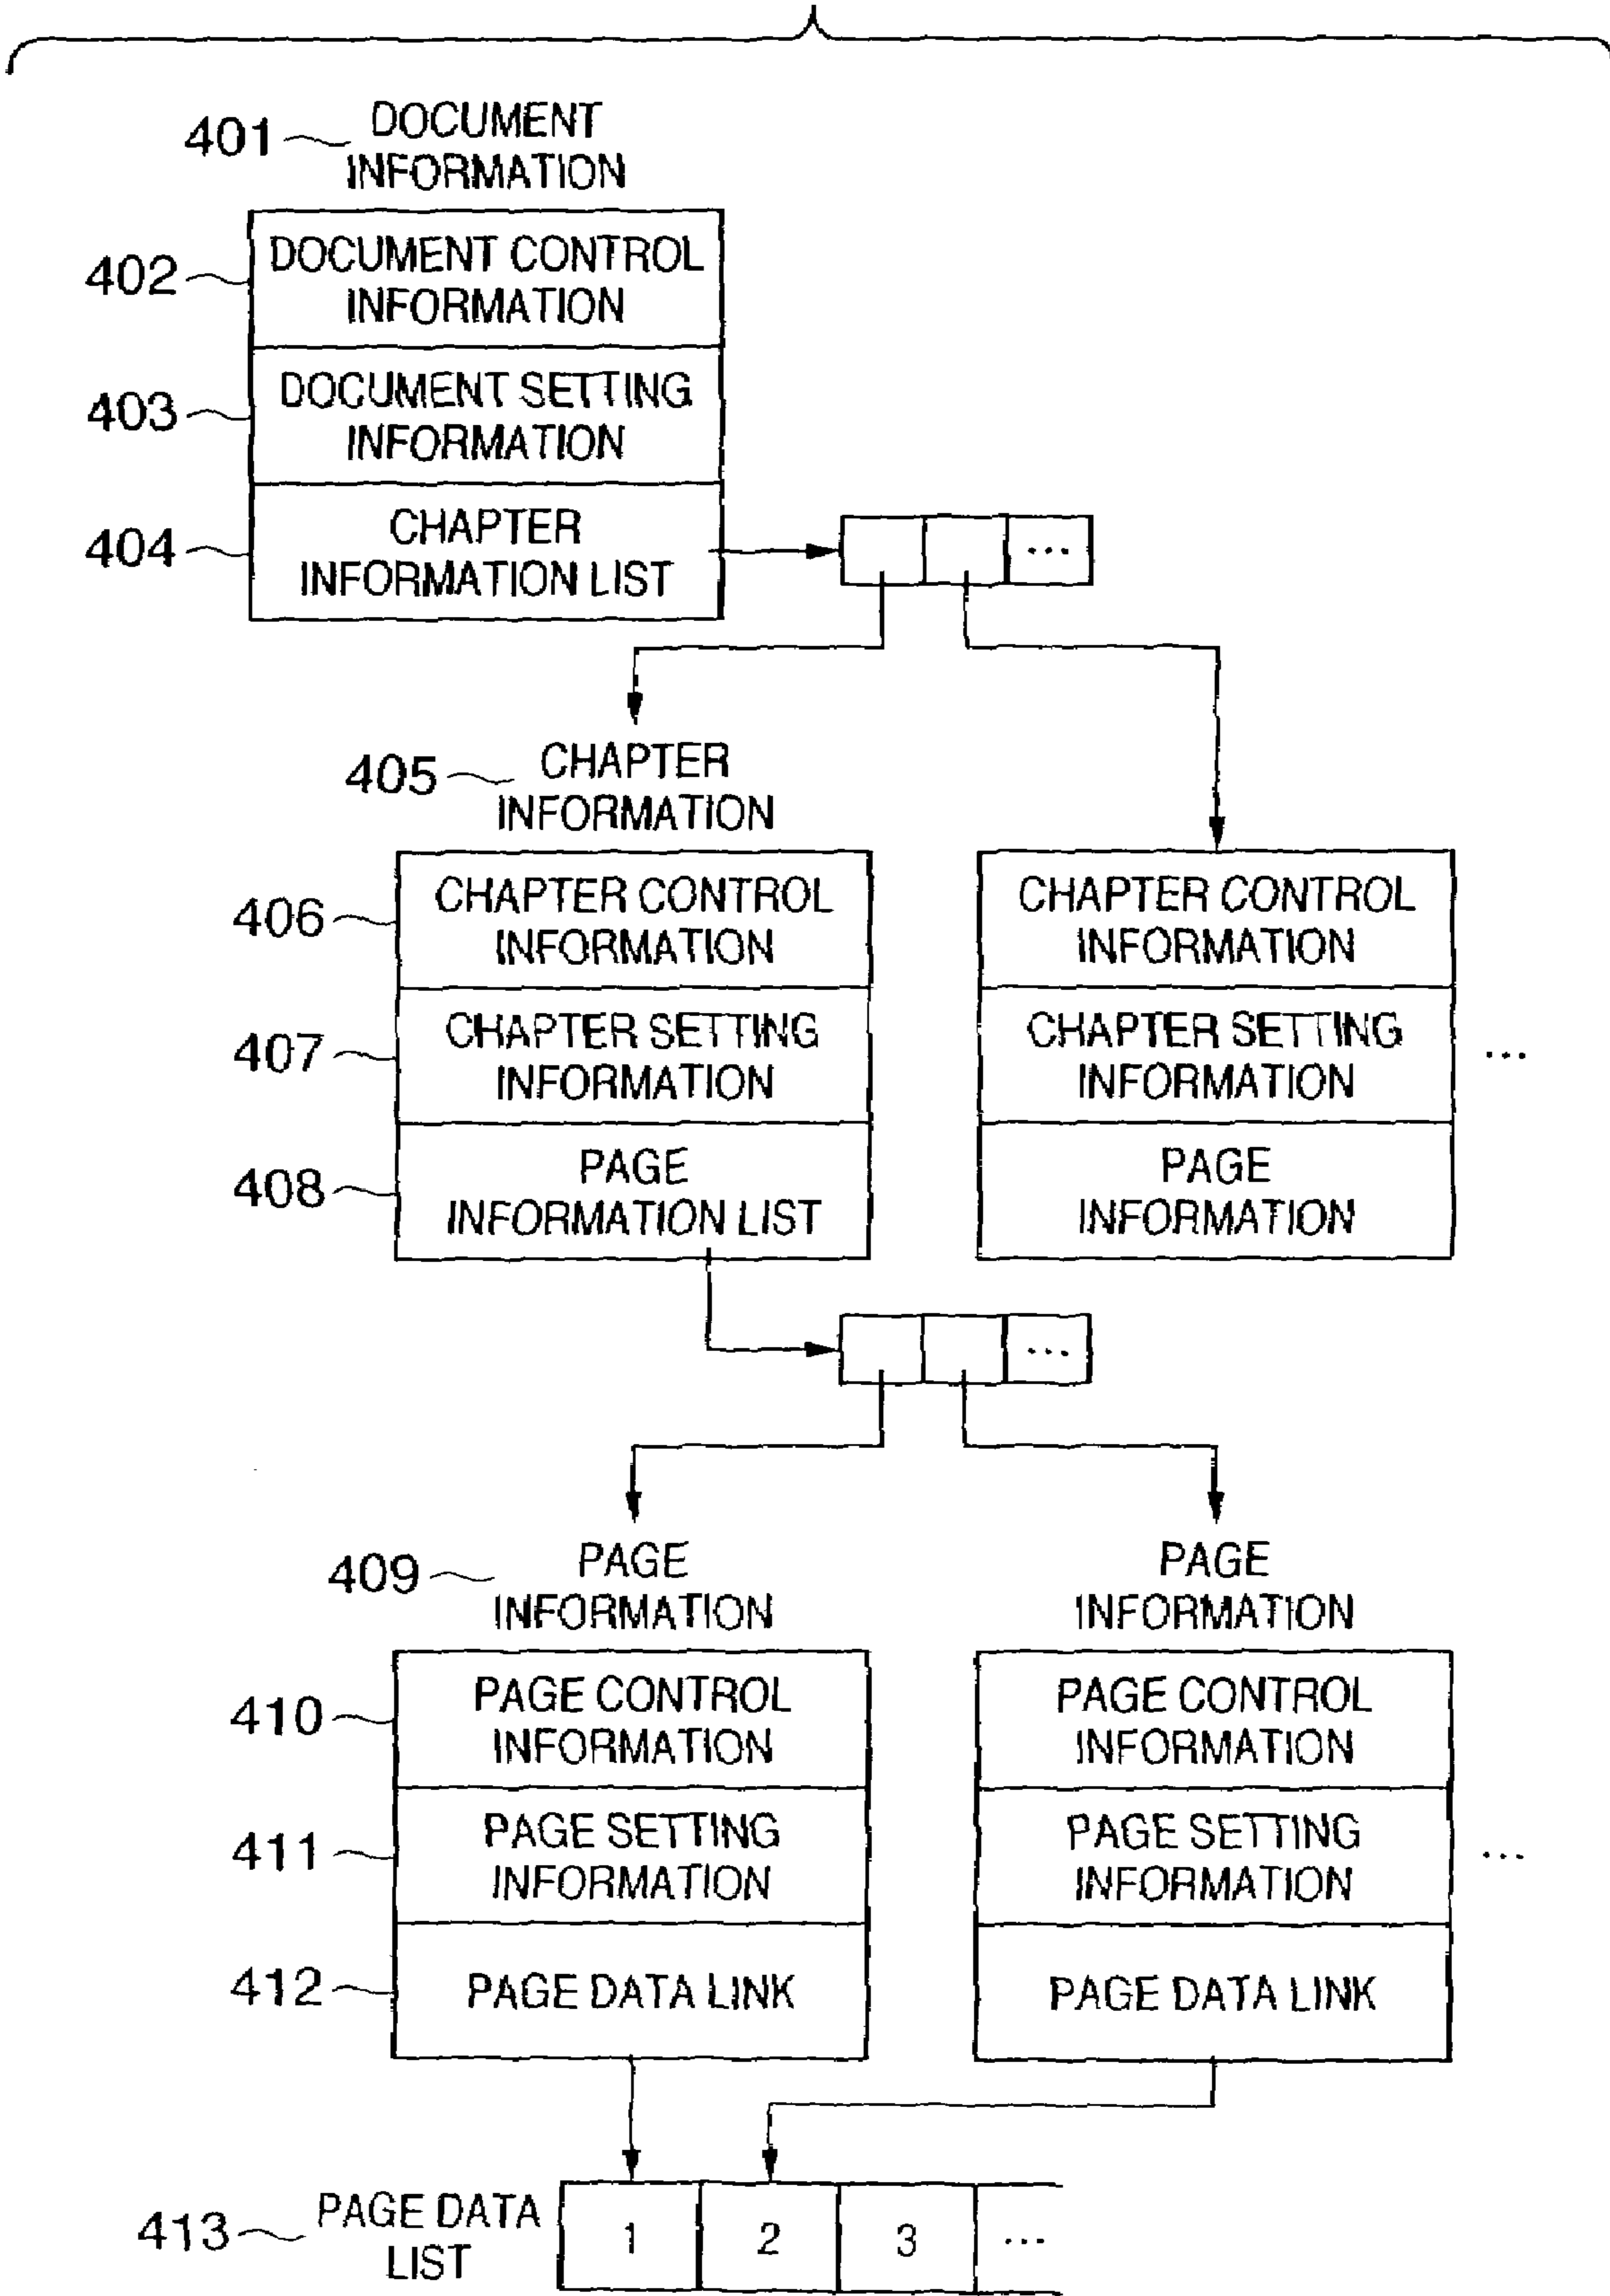 401 DOCUMENT
INFORMATION
402 DOCUMENT CONTROL
INFORMATION
403 DOCUMENT SETTING
INFORMATION
404 CHAPTER
INFORMATION LIST
...
405 CHAPTER
INFORMATION
406 CHAPTER CONTROL
INFORMATION
407 CHAPTER SETTING
INFORMATION
408 PAGE
INFORMATION LIST
CHAPTER CONTROL
INFORMATION
CHAPTER SETTING
INFORMATION
PAGE
INFORMATION
...
...
409 PAGE
INFORMATION
410 PAGE CONTROL
INFORMATION
411 PAGE SETTING
INFORMATION
412 PAGE DATA LINK
PAGE
INFORMATION
PAGE CONTROL
INFORMATION
PAGE SETTING
INFORMATION
PAGE DATA LINK
...
413 PAGE DATA
LIST
1 2 3 ...